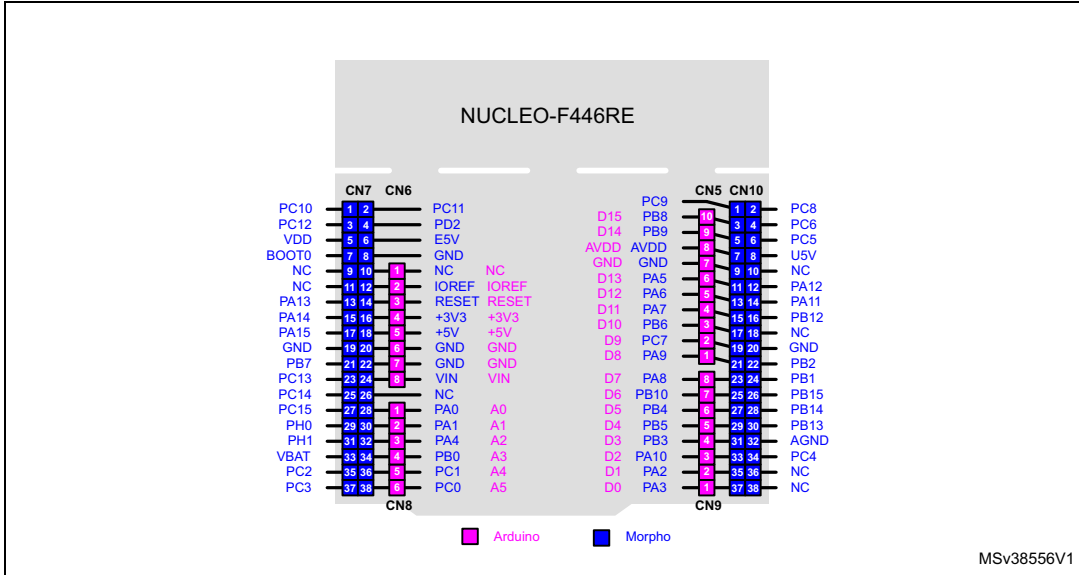 NUCLEO-F446RE
CN7 CN6 CN5 CN10
PC9
PC10 1 2 PC11 1 2 PC8
PC12 3 4 PD2 D15 PB8 10 3 4 PC6
VDD 5 6 E5V D14 PB9 9 5 6 PC5
BOOT0 7 8 GND AVDD AVDD 8 7 8 U5V
NC 9 10 1 NC NC GND GND 7 9 10 NC
NC 11 12 2 IOREF IOREF D13 PA5 6 11 12 PA12
PA13 13 14 3 RESET RESET D12 PA6 5 13 14 PA11
PA14 15 16 4 +3V3 +3V3 D11 PA7 4 15 16 PB12
PA15 17 18 5 +5V +5V D10 PB6 3 17 18 NC
GND 19 20 6 GND GND D9 PC7 2 19 20 GND
PB7 21 22 7 GND GND D8 PA9 1 21 22 PB2
PC13 23 24 8 VIN VIN D7 PA8 8 23 24 PB1
PC14 25 26 NC D6 PB10 7 25 26 PB15
PC15 27 28 1 PA0 A0 D5 PB4 6 27 28 PB14
PH0 29 30 2 PA1 A1 D4 PB5 5 29 30 PB13
PH1 31 32 3 PA4 A2 D3 PB3 4 31 32 AGND
VBAT 33 34 4 PB0 A3 D2 PA10 3 33 34 PC4
PC2 35 36 5 PC1 A4 D1 PA2 2 35 36 NC
PC3 37 38 6 PC0 A5 D0 PA3 1 37 38 NC
CN8 CN9
Arduino Morpho
MSv38556V1